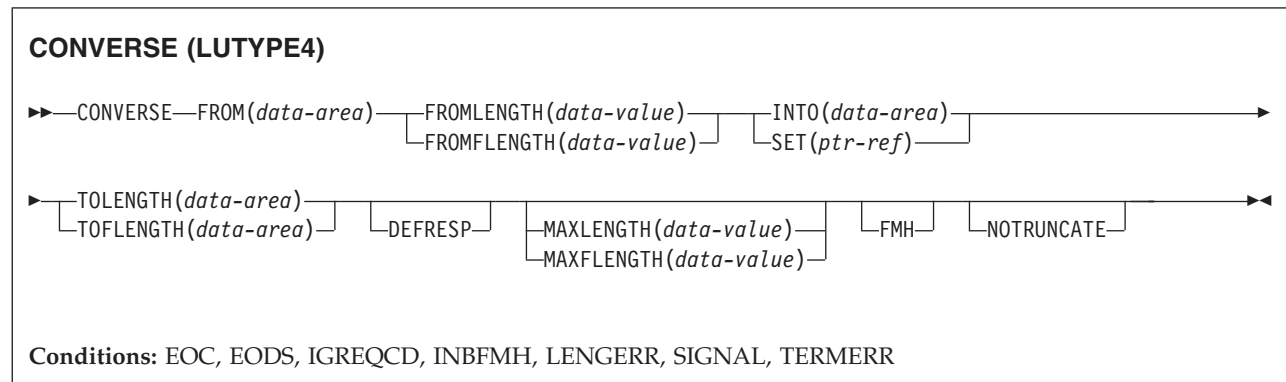 CONVERSE (LUTYPE4)
CONVERSE FROM(data-area) FROMLENGTH(data-value) INTO(data-area)
FROMFLENGTH(data-value) SET(ptr-ref)
TOLENGTH(data-area)
TOFLENGTH(data-area) DEFRESP MAXLENGTH(data-value) FMH NOTRUNCATE
MAXFLENGTH(data-value)
Conditions: EOC, EODS, IGREQCD, INBFMH, LENGERR, SIGNAL, TERMERR